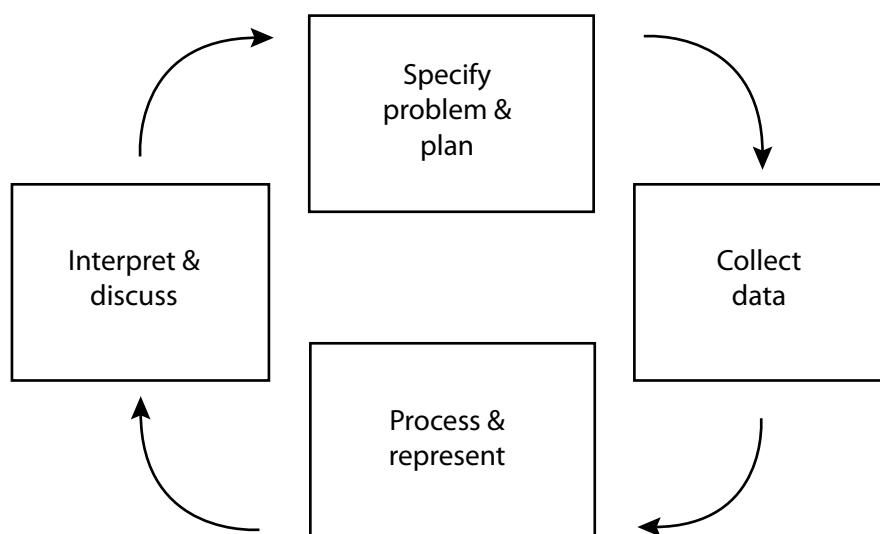 Specify
problem &
plan
Collect
data
Process &
represent
Interpret &
discuss